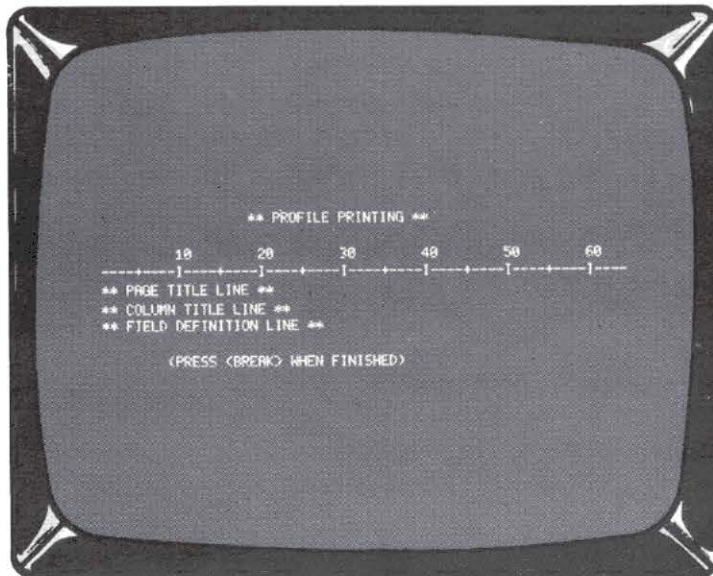 ** PROFILE PRINTING **
10 20 30 40 50 60
----+----I----+----I----+----I----+----I----+----I----+----I----
** PAGE TITLE LINE **
** COLUMN TITLE LINE **
** FIELD DEFINITION LINE **
(PRESS <BREAK> WHEN FINISHED)